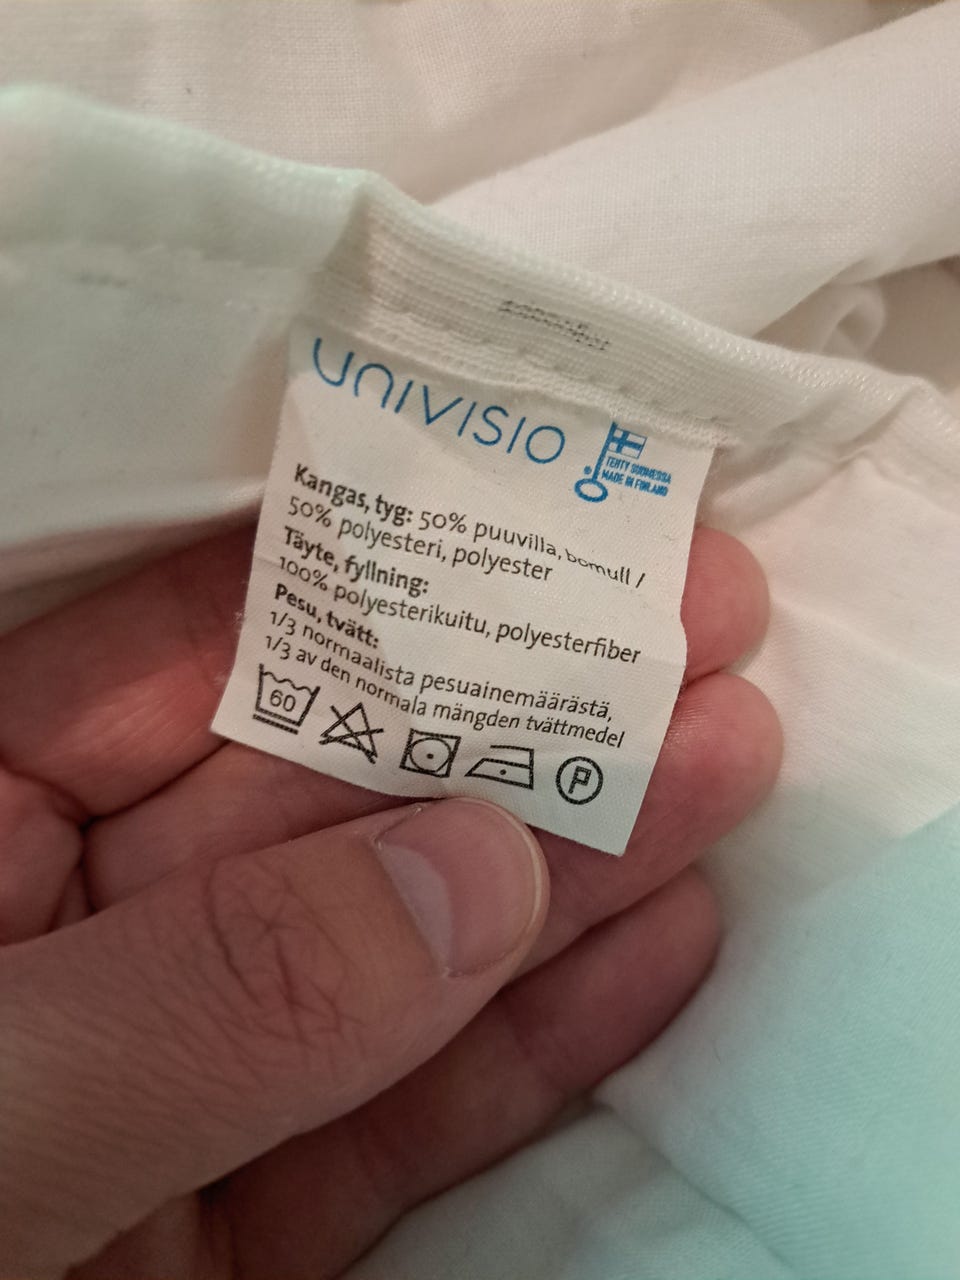 UNIVISIO
TEHTY SUOMESSA
MADE IN FINLAND
Kangas, tyg: 50% puuvilla, bomull /
50% polyesteri, polyester
Täyte, fyllning:
100% polyesterikuitu, polyesterfiber
Pesu, tvätt:
1/3 normaalista pesuainemäärästä,
1/3 av den normala mängden tvättmedel
60
P